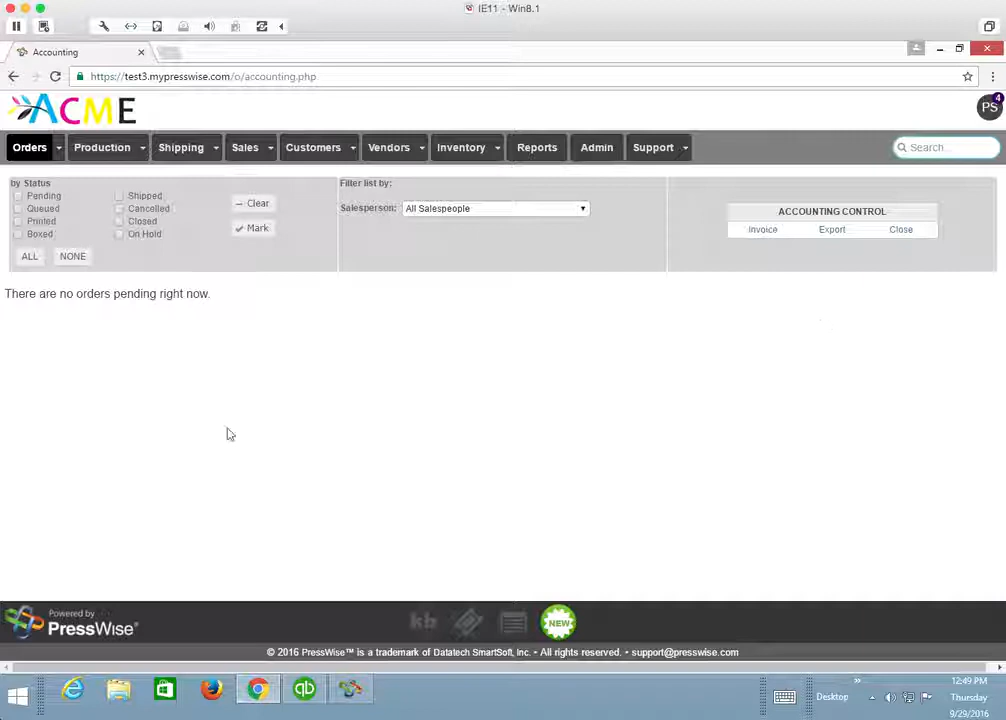 IE11 - Win8.1
Accounting
https://test3.mypresswise.com/o/accounting.php
ACME
PS
4
Orders Production Shipping Sales Customers Vendors Inventory Reports Admin Support Search...
by Status
Pending Shipped
Queued Cancelled
Printed Closed
Boxed On Hold
ALL NONE
Clear
Mark
Filter list by:
Salesperson: All Salespeople
ACCOUNTING CONTROL
Invoice Export Close
There are no orders pending right now.
Powered by
PressWise®
kb
NEW
© 2016 PressWise™ is a trademark of Datatech SmartSoft, Inc. • All rights reserved. • support@presswise.com
qb
Desktop
12:49 PM
Thursday
9/29/2016